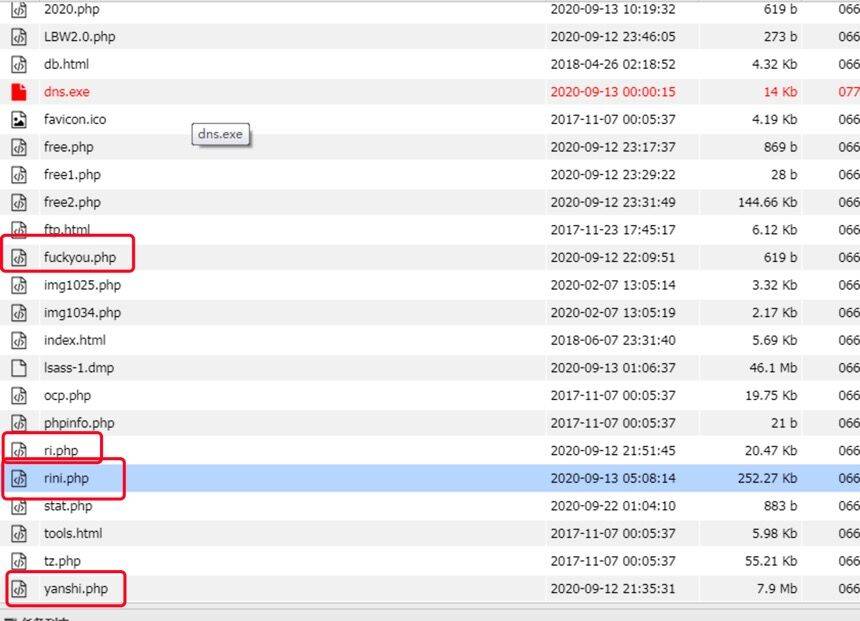 2020.php 2020-09-13 10:19:32 619 b 066
LBW2.0.php 2020-09-12 23:46:05 273 b 066
db.html 2018-04-26 02:18:52 4.32 Kb 066
dns.exe 2020-09-13 00:00:15 14 Kb 077
favicon.ico 2017-11-07 00:05:37 4.19 Kb 066
dns.exe
free.php 2020-09-12 23:17:37 869 b 066
free1.php 2020-09-12 23:29:22 28 b 066
free2.php 2020-09-12 23:31:49 144.66 Kb 066
ftp.html 2017-11-23 17:45:17 6.12 Kb 066
fuckyou.php 2020-09-12 22:09:51 619 b 066
img1025.php 2020-02-07 13:05:14 3.32 Kb 066
img1034.php 2020-02-07 13:05:19 2.17 Kb 066
index.html 2018-06-07 23:31:40 5.69 Kb 066
lsass-1.dmp 2020-09-13 01:06:37 46.1 Mb 066
ocp.php 2017-11-07 00:05:37 19.75 Kb 066
phpinfo.php 2017-11-07 00:05:37 21 b 066
ri.php 2020-09-12 21:51:45 20.47 Kb 066
rini.php 2020-09-13 05:08:14 252.27 Kb 066
stat.php 2020-09-22 01:04:10 883 b 066
tools.html 2017-11-07 00:05:37 5.98 Kb 066
tz.php 2017-11-07 00:05:37 55.21 Kb 066
yanshi.php 2020-09-12 21:35:31 7.9 Mb 066